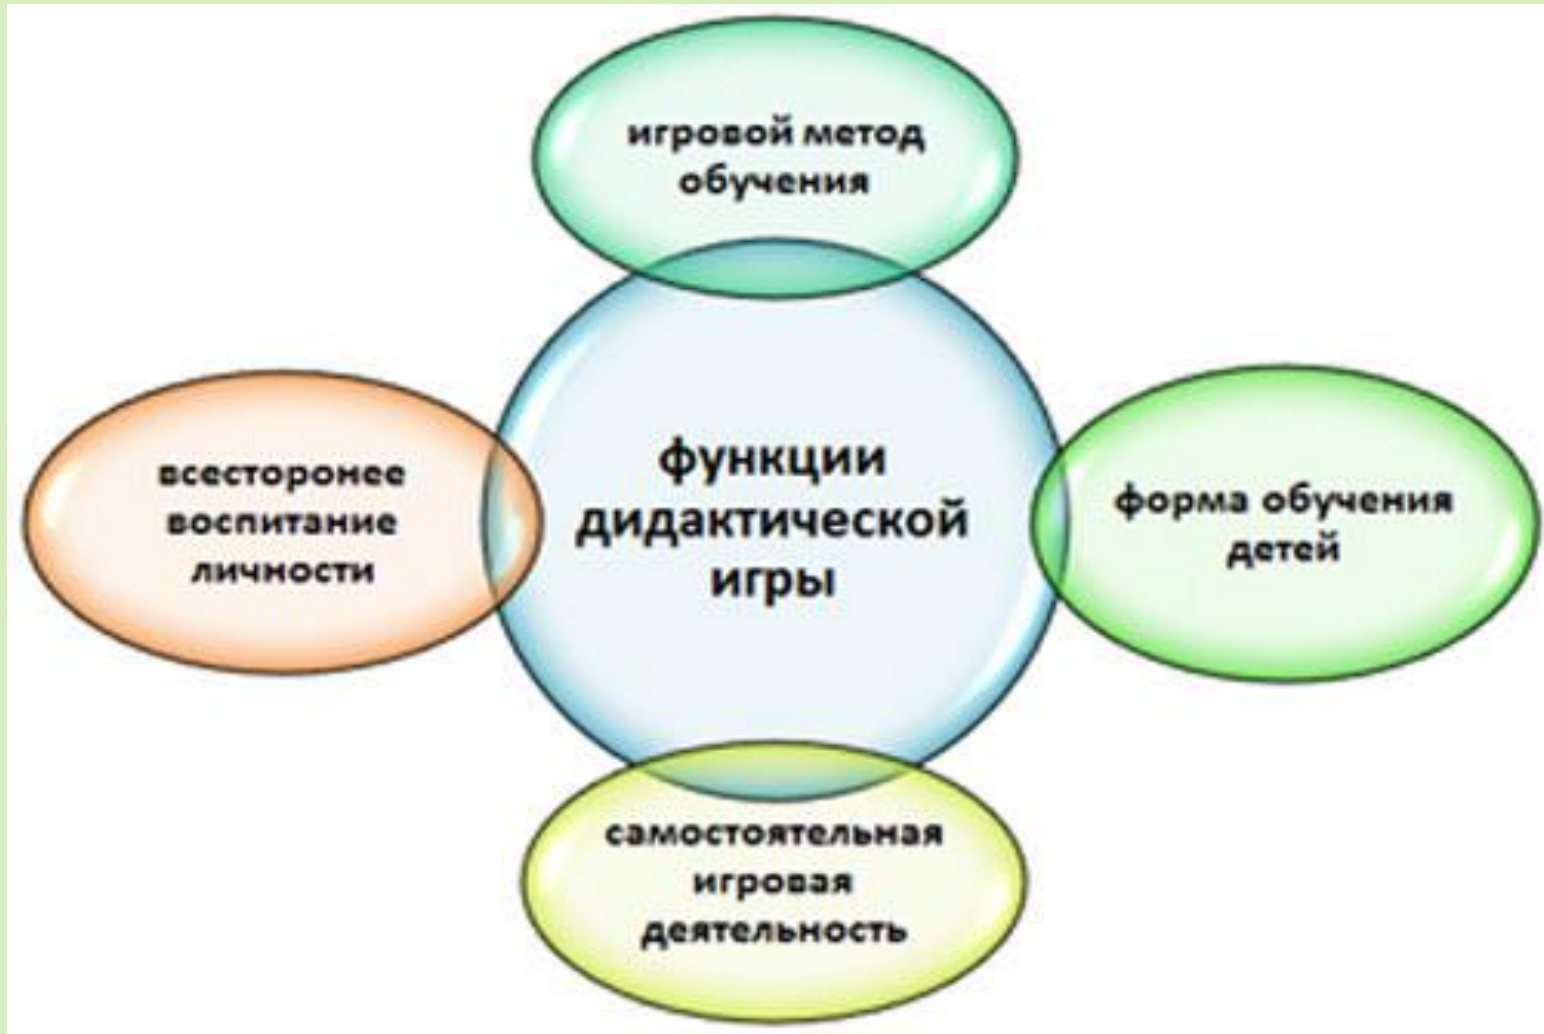 игровой метод
обучения
всесторонее
воспитание
личности
функции
дидактической
игры
форма обучения
детей
самостоятельная
игровая
деятельность